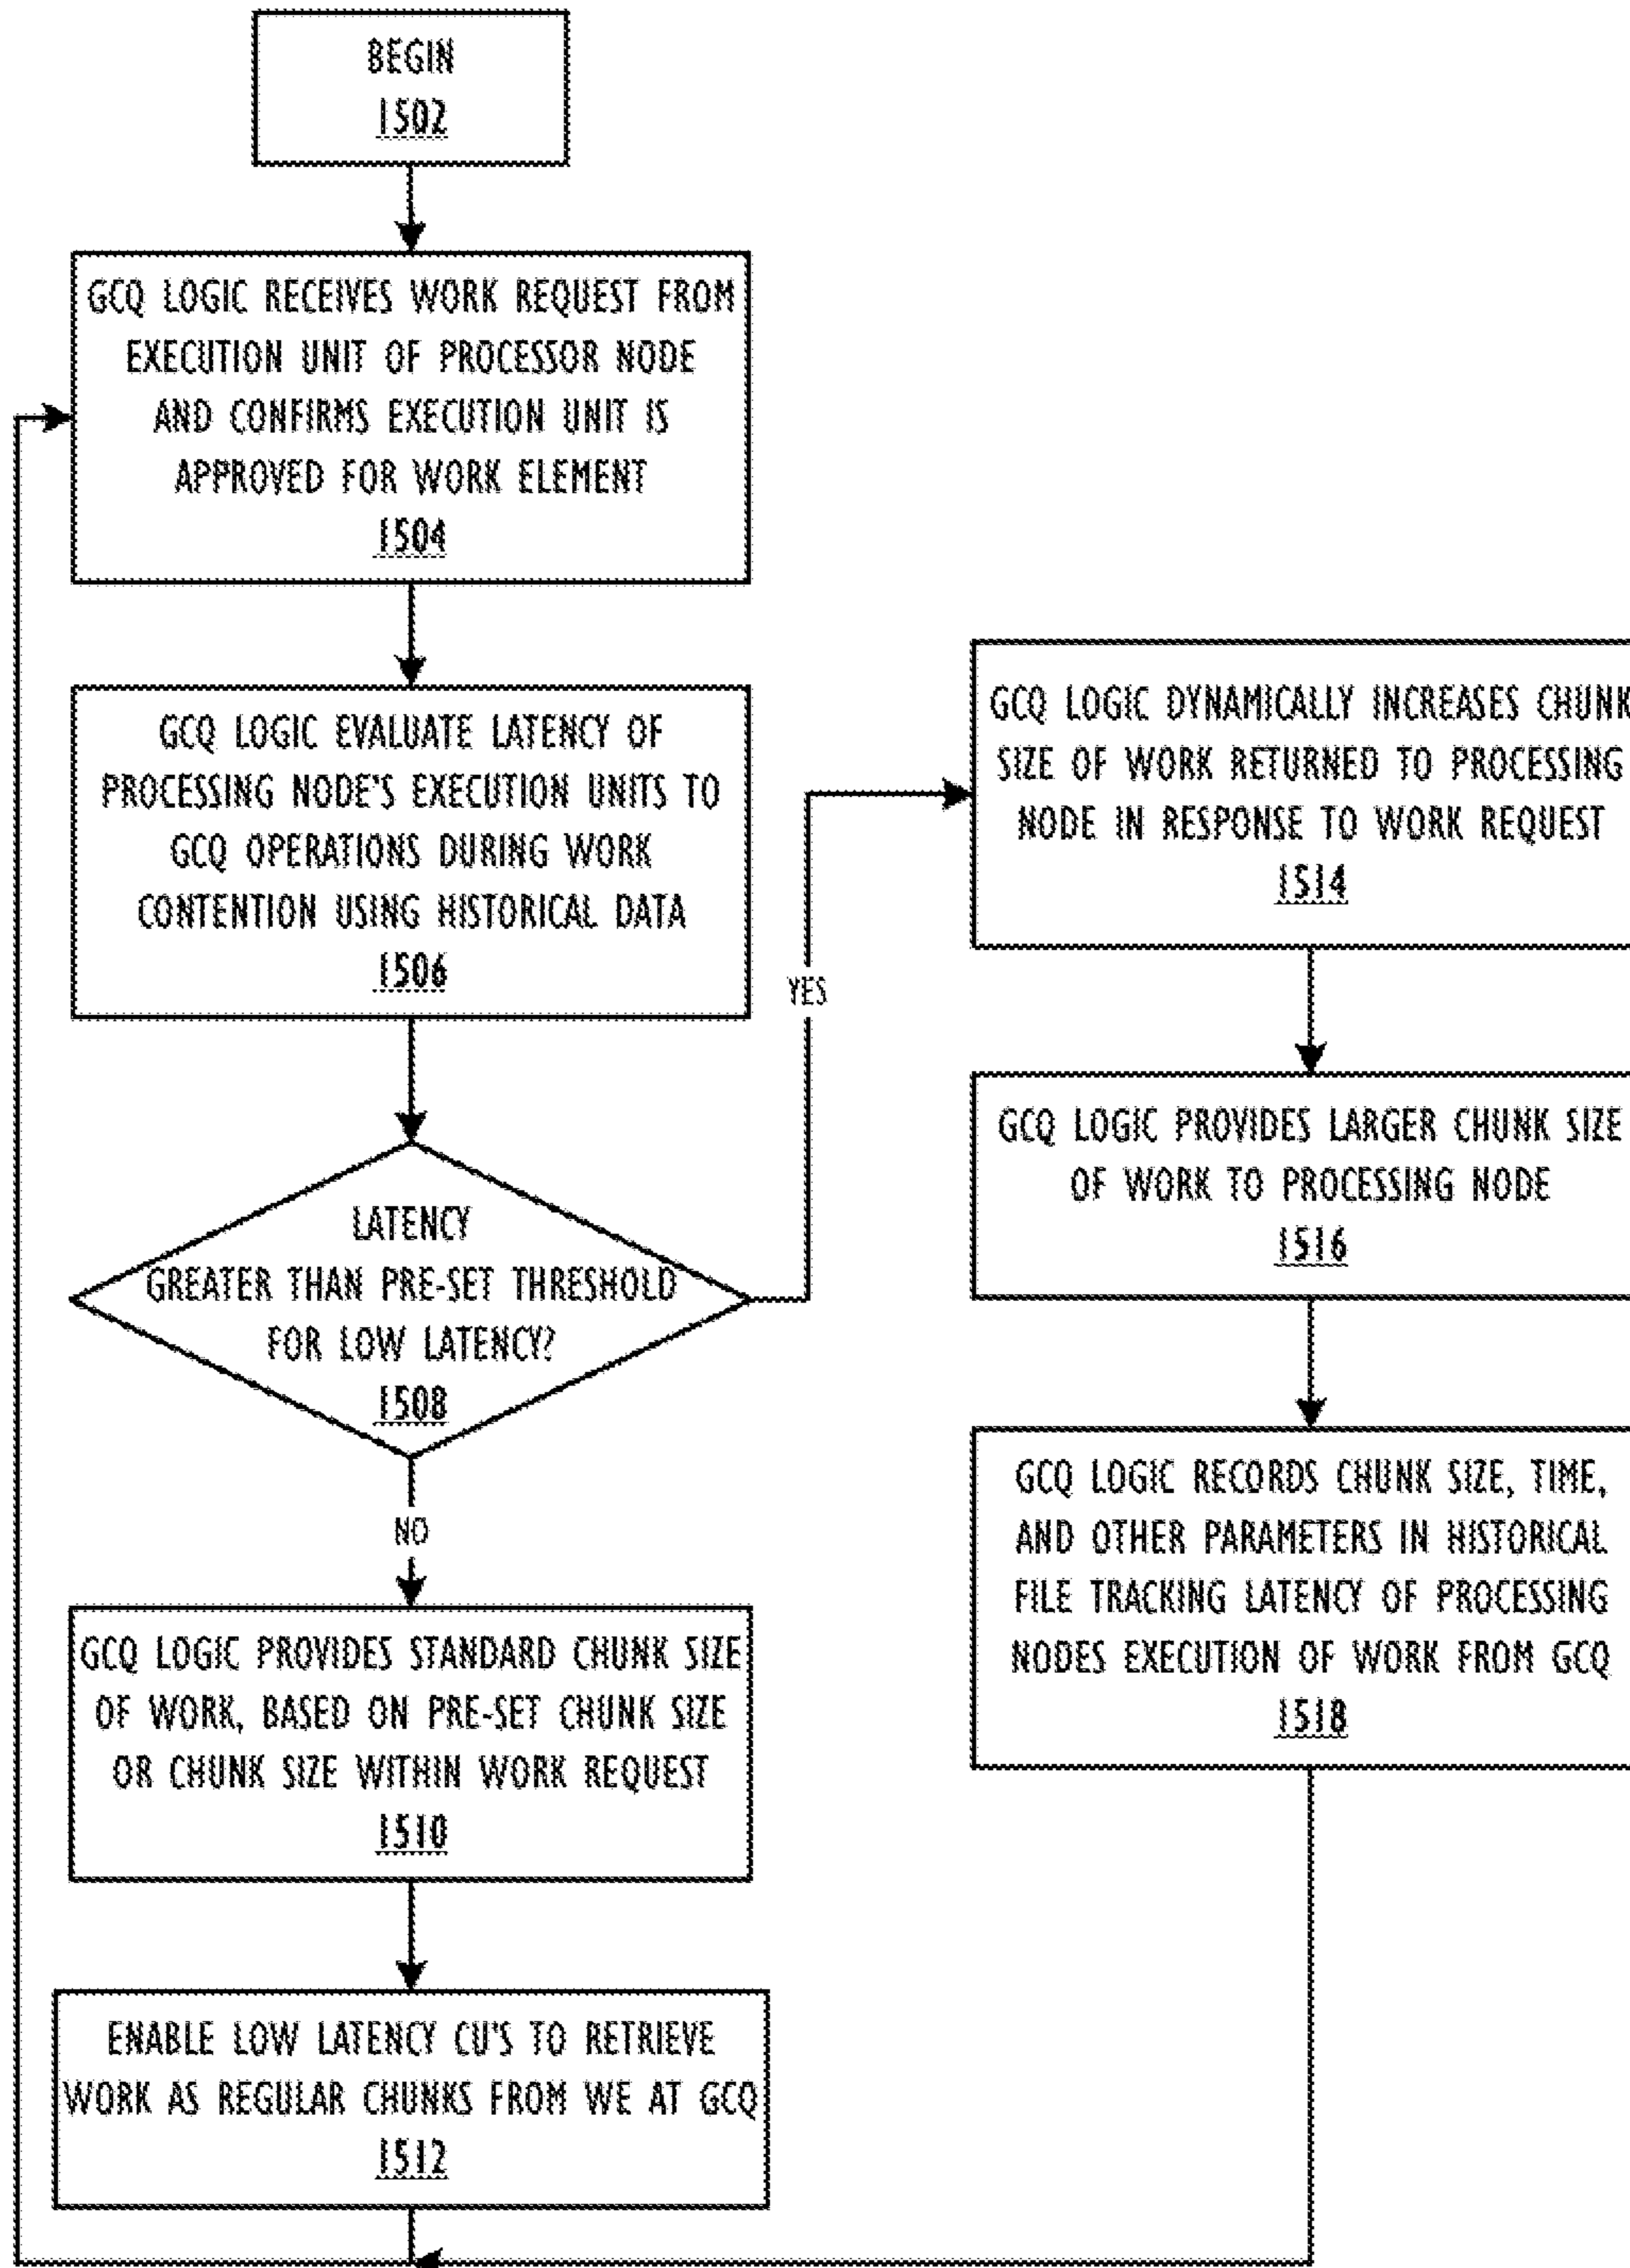 BEGIN
1502
GCQ LOGIC RECEIVES WORK REQUEST FROM
EXECUTION UNIT OF PROCESSOR NODE
AND CONFIRMS EXECUTION UNIT IS
APPROVED FOR WORK ELEMENT
1504
GCQ LOGIC EVALUATE LATENCY OF
PROCESSING NODE'S EXECUTION UNITS TO
GCQ OPERATIONS DURING WORK
CONTENTION USING HISTORICAL DATA
1506
LATENCY
GREATER THAN PRE-SET THRESHOLD
FOR LOW LATENCY?
1508
NO
GCQ LOGIC PROVIDES STANDARD CHUNK SIZE
OF WORK, BASED ON PRE-SET CHUNK SIZE
OR CHUNK SIZE WITHIN WORK REQUEST
1510
ENABLE LOW LATENCY CU'S TO RETRIEVE
WORK AS REGULAR CHUNKS FROM WE AT GCQ
1512
YES
GCQ LOGIC DYNAMICALLY INCREASES CHUNK
SIZE OF WORK RETURNED TO PROCESSING
NODE IN RESPONSE TO WORK REQUEST
1514
GCQ LOGIC PROVIDES LARGER CHUNK SIZE
OF WORK TO PROCESSING NODE
1516
GCQ LOGIC RECORDS CHUNK SIZE, TIME,
AND OTHER PARAMETERS IN HISTORICAL
FILE TRACKING LATENCY OF PROCESSING
NODES EXECUTION OF WORK FROM GCQ
1518